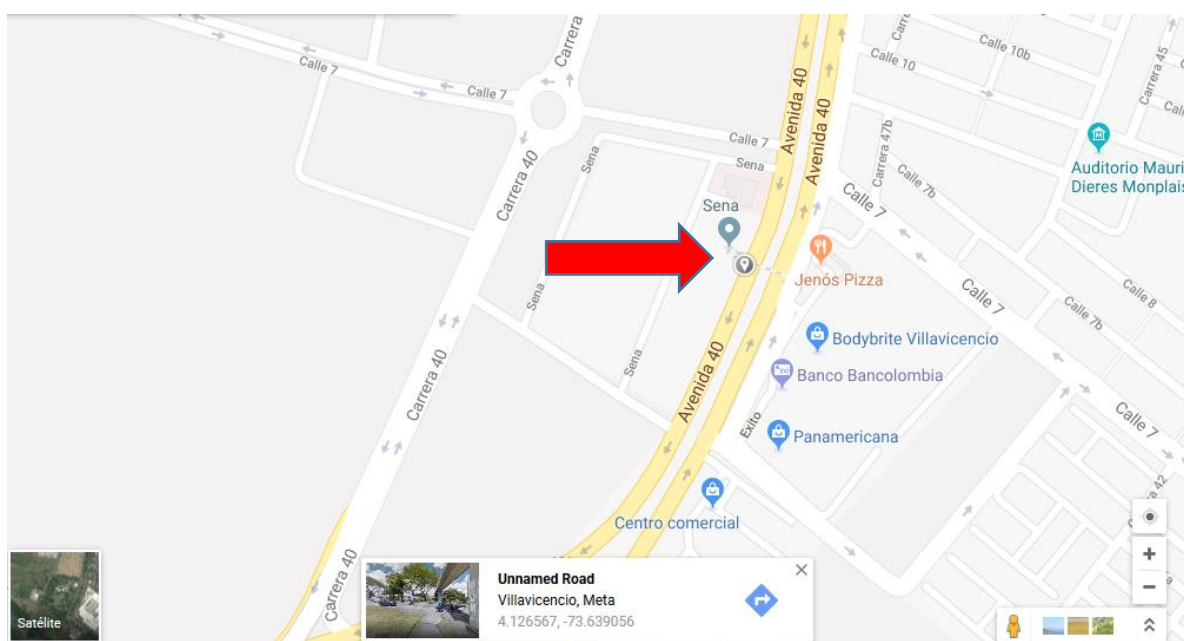 Carrera
Calle 7
Calle 7
Avenida 40
Avenida 40
Calle 10
Calle 10b
Carrera 45
Calle 7
Sena
Sena
Carrera 47b
Calle 7b
Auditorio Mauri
Dieres Monplais
Carrera 40
Sena
Calle 7
Jenós Pizza
Sena
Calle 7
Calle 8
Calle 7b
Bodybrite Villavicencio
Banco Bancolombia
Sena
Avenida 40
Carrera 40
Exito
Panamericana
Calle 7
Centro comercial
Carrera 40
Unnamed Road
Villavicencio, Meta
4.126567, -73.639056
Satélite